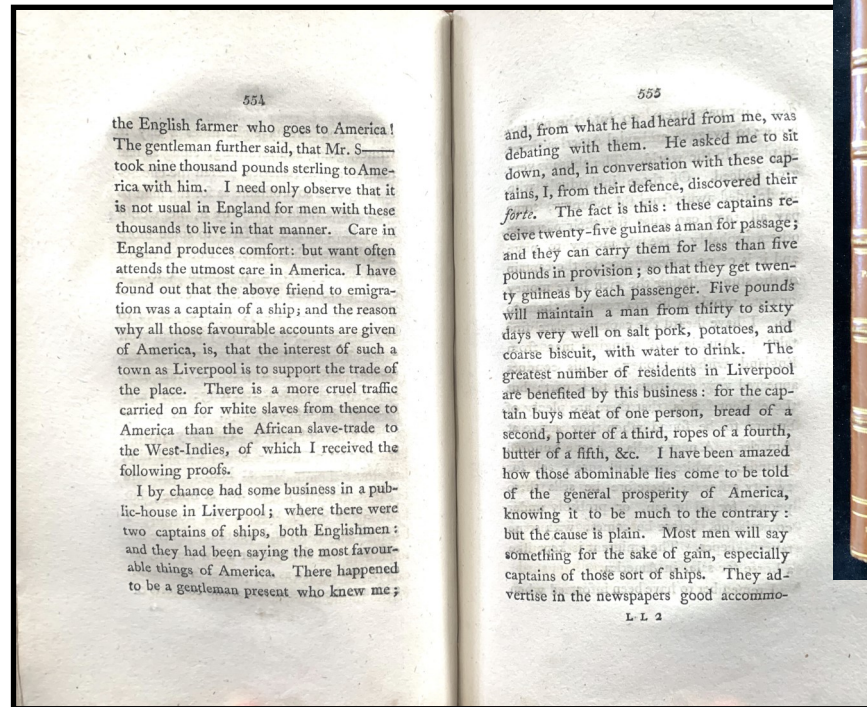 554
the English farmer who goes to America!
The gentleman further said, that Mr. S——
took nine thousand pounds sterling to Ame-
rica with him. I need only observe that it
is not usual in England for men with these
thousands to live in that manner. Care in
England produces comfort: but want often
attends the utmost care in America. I have
found out that the above friend to emigra-
tion was a captain of a ship; and the reason
why all those favourable accounts are given
of America, is, that the interest of such a
town as Liverpool is to support the trade of
the place. There is a more cruel traffic
carried on for white slaves from thence to
America than the African slave-trade to
the West-Indies, of which I received the
following proofs.
I by chance had some business in a pub-
lic-house in Liverpool; where there were
two captains of ships, both Englishmen:
and they had been saying the most favour-
able things of America. There happened
to be a gentleman present who knew me;
555
and, from what he had heard from me, was
debating with them. He asked me to sit
down, and, in conversation with these cap-
tains, I, from their defence, discovered their
forte. The fact is this: these captains re-
ceive twenty-five guineas a man for passage;
and they can carry them for less than five
pounds in provision; so that they get twen-
ty guineas by each passenger. Five pounds
will maintain a man from thirty to sixty
days very well on salt pork, potatoes, and
coarse biscuit, with water to drink. The
greatest number of residents in Liverpool
are benefited by this business: for the cap-
tain buys meat of one person, bread of a
second, porter of a third, ropes of a fourth,
butter of a fifth, &c. I have been amazed
how those abominable lies come to be told
of the general prosperity of America,
knowing it to be much to the contrary:
but the cause is plain. Most men will say
something for the sake of gain, especially
captains of those sort of ships. They ad-
vertise in the newspapers good accommo-
L L 2